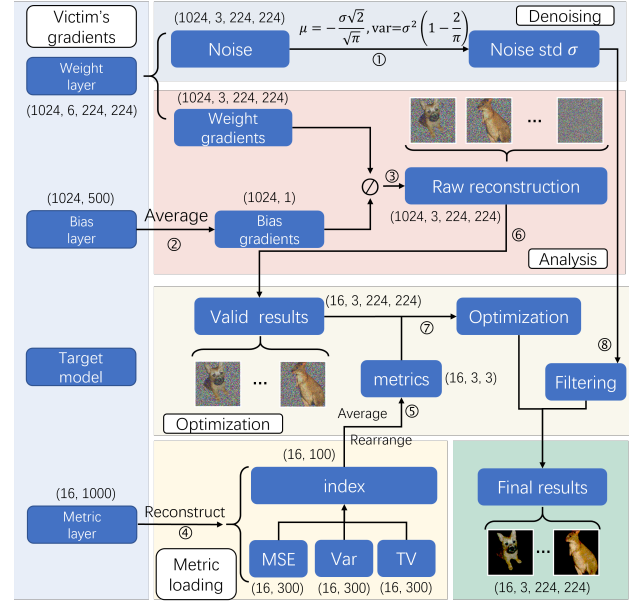 Victim's
gradients
Weight
layer
(1024, 6, 224, 224)
(1024, 500)
Bias
layer
Target
model
(16, 1000)
Metric
layer
(1024, 3, 224, 224)
Noise
μ = −σ√2/√π, var=σ²(1 − 2/π)
①
Denoising
Noise std σ
(1024, 3, 224, 224)
Weight
gradients
...
③
Raw reconstruction
(1024, 3, 224, 224)
Average
②
(1024, 1)
Bias
gradients
⑥
Analysis
Valid results
(16, 3, 224, 224)
⑦
Optimization
⑧
...
metrics
(16, 3, 3)
Filtering
Optimization
Average
⑤
Rearrange
(16, 100)
index
Reconstruct
④
MSE
Var
TV
(16, 300)
(16, 300)
(16, 300)
Metric
loading
Final results
...
(16, 3, 224, 224)